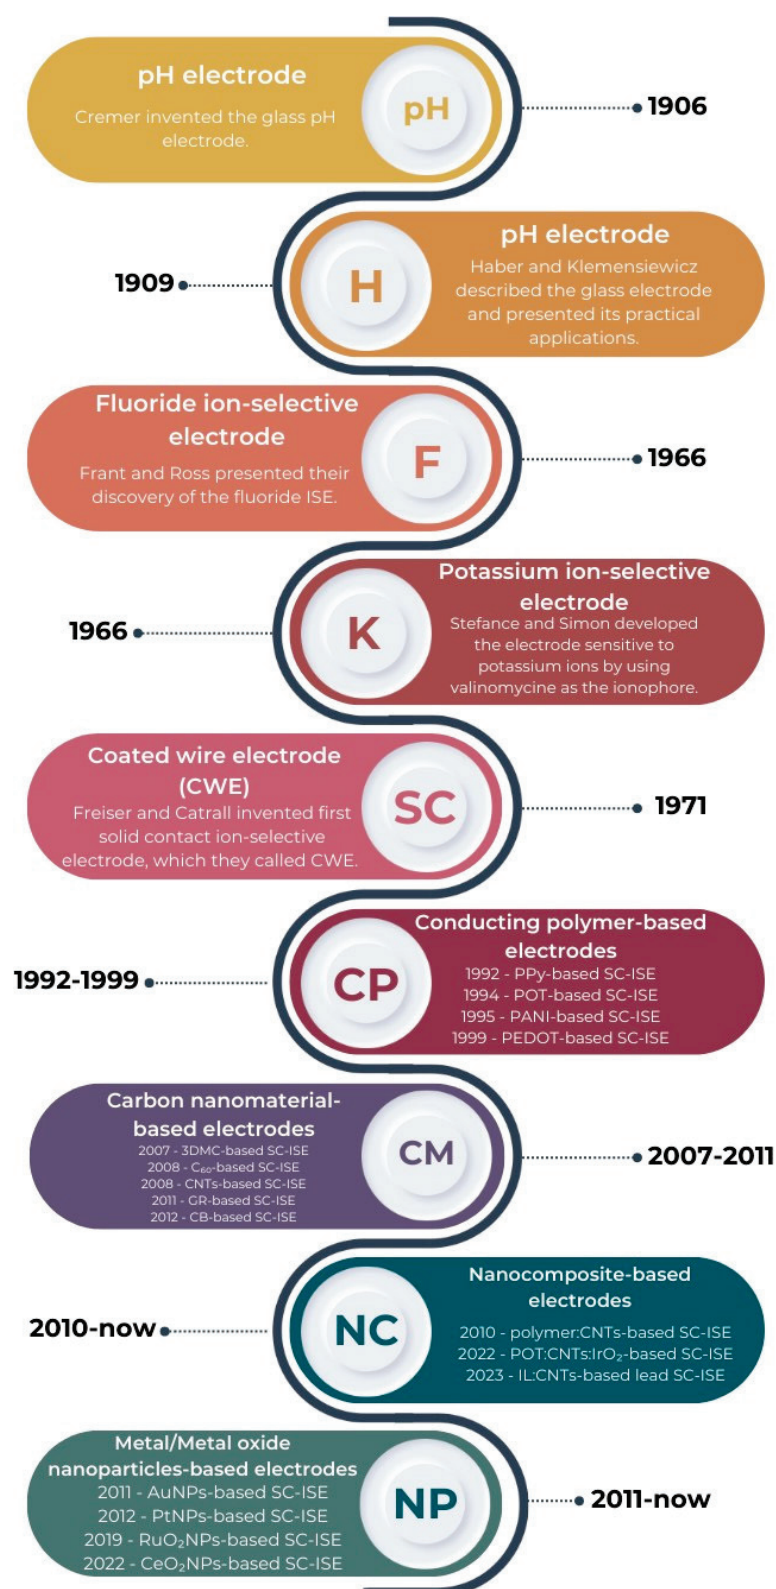 pH electrode
Cremer invented the glass pH
electrode.
pH
1906
1909
H
pH electrode
Haber and Klemensiewicz
described the glass electrode
and presented its practical
applications.
Fluoride ion-selective
electrode
Frant and Ross presented their
discovery of the fluoride ISE.
F
1966
1966
K
Potassium ion-selective
electrode
Stefance and Simon developed
the electrode sensitive to
potassium ions by using
valinomycine as the ionophore.
Coated wire electrode
(CWE)
Freiser and Catrall invented first
solid contact ion-selective
electrode, which they called CWE.
SC
1971
1992-1999
CP
Conducting polymer-based
electrodes
1992 - PPy-based SC-ISE
1994 - POT-based SC-ISE
1995 - PANI-based SC-ISE
1999 - PEDOT-based SC-ISE
Carbon nanomaterial-
based electrodes
2007 - 3DMC-based SC-ISE
2008 - C₆₀-based SC-ISE
2008 - CNTs-based SC-ISE
2011 - GR-based SC-ISE
2012 - CB-based SC-ISE
CM
2007-2011
2010-now
NC
Nanocomposite-based
electrodes
2010 - polymer:CNTs-based SC-ISE
2022 - POT:CNTs:IrO₂-based SC-ISE
2023 - IL:CNTs-based lead SC-ISE
Metal/Metal oxide
nanoparticles-based electrodes
2011 - AuNPs-based SC-ISE
2012 - PtNPs-based SC-ISE
2019 - RuO₂NPs-based SC-ISE
2022 - CeO₂NPs-based SC-ISE
NP
2011-now